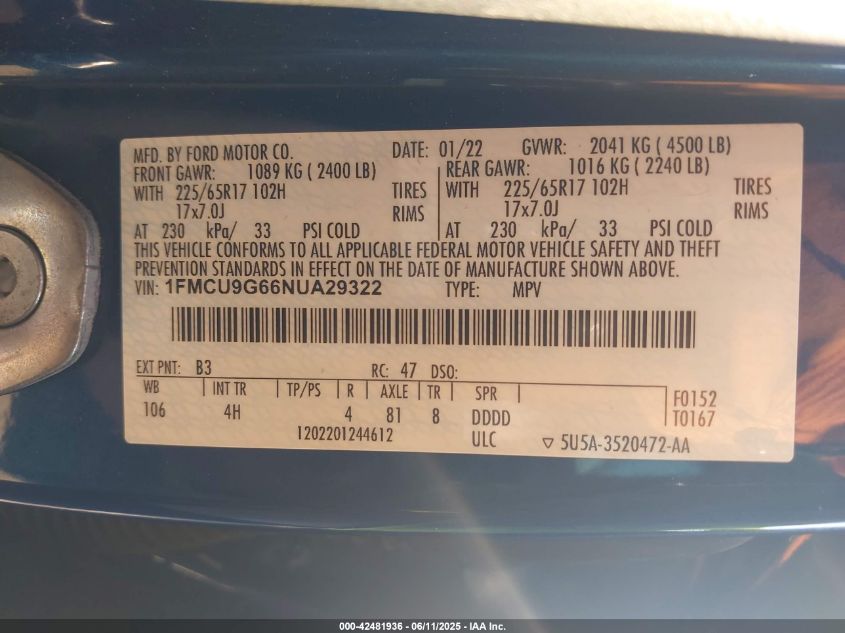 MFD. BY FORD MOTOR CO. DATE: 01/22 GVWR: 2041 KG ( 4500 LB)
FRONT GAWR: 1089 KG ( 2400 LB) REAR GAWR: 1016 KG ( 2240 LB)
WITH 225/65R17 102H TIRES WITH 225/65R17 102H TIRES
17x7.0J RIMS 17x7.0J RIMS
AT 230 kPa/ 33 PSI COLD AT 230 kPa/ 33 PSI COLD
THIS VEHICLE CONFORMS TO ALL APPLICABLE FEDERAL MOTOR VEHICLE SAFETY AND THEFT
PREVENTION STANDARDS IN EFFECT ON THE DATE OF MANUFACTURE SHOWN ABOVE.
VIN: 1FMCU9G66NUA29322 TYPE: MPV
EXT PNT: B3 RC: 47 DSO:
WB INT TR TP/PS R AXLE TR SPR F0152
106 4H 4 81 8 DDDD T0167
1202201244612 ULC ▽ 5U5A-3520472-AA
000-42481936 - 06/11/2025 - IAA Inc.